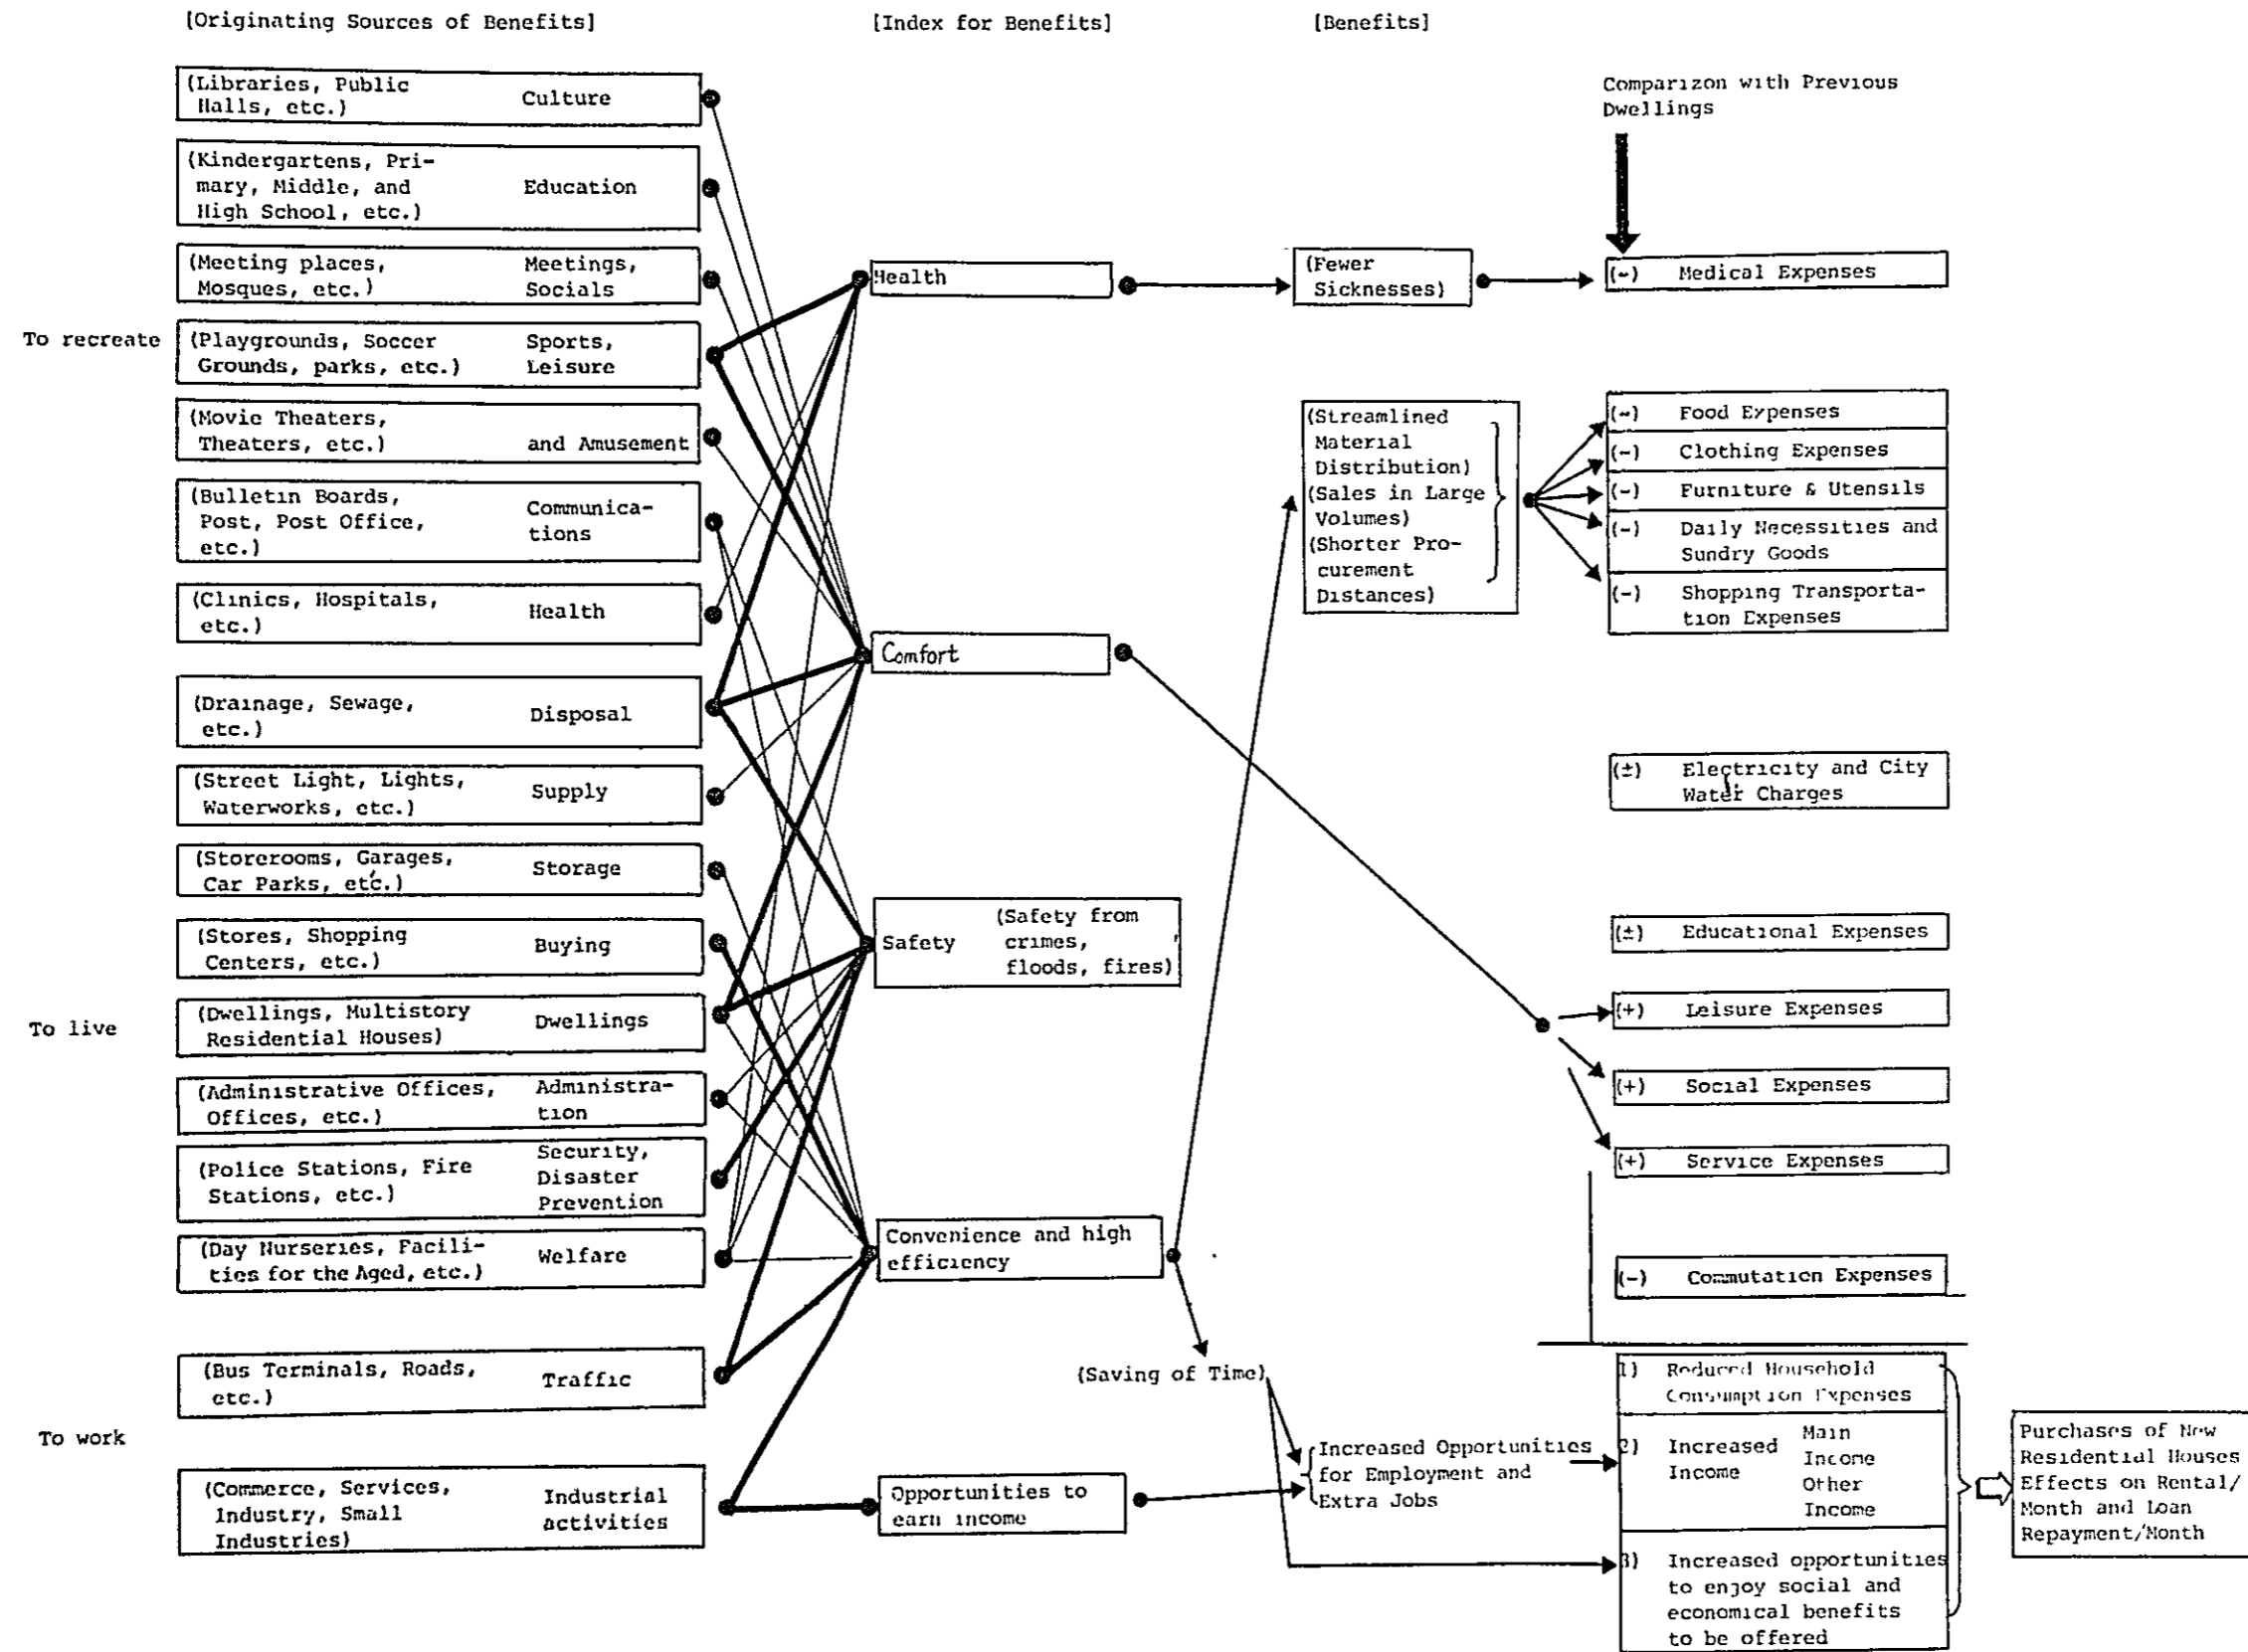 [Originating Sources of Benefits]
[Index for Benefits]
[Benefits]
(Libraries, Public
Halls, etc.)
Culture
(Kindergartens, Pri-
mary, Middle, and
High School, etc.)
Education
(Meeting places,
Mosques, etc.)
Meetings,
Socials
To recreate
(Playgrounds, Soccer
Grounds, parks, etc.)
Sports,
Leisure
(Movie Theaters,
Theaters, etc.)
and Amusement
(Bulletin Boards,
Post, Post Office,
etc.)
Communica-
tions
(Clinics, Hospitals,
etc.)
Health
(Drainage, Sewage,
etc.)
Disposal
(Street Light, Lights,
Waterworks, etc.)
Supply
(Storerooms, Garages,
Car Parks, etc.)
Storage
(Stores, Shopping
Centers, etc.)
Buying
To live
(Dwellings, Multistory
Residential Houses)
Dwellings
(Administrative Offices,
Offices, etc.)
Administra-
tion
(Police Stations, Fire
Stations, etc.)
Security,
Disaster
Prevention
(Day Nurseries, Facili-
ties for the Aged, etc.)
Welfare
(Bus Terminals, Roads,
etc.)
Traffic
To work
(Commerce, Services,
Industry, Small
Industries)
Industrial
activities
Health
Comfort
Safety
(Safety from
crimes,
floods, fires)
Convenience and high
efficiency
Opportunities to
earn income
(Fewer
Sicknesses)
(Streamlined
Material
Distribution)
(Sales in Large
Volumes)
(Shorter Pro-
curement
Distances)
(Saving of Time)
Increased Opportunities
for Employment and
Extra Jobs
Comparizon with Previous
Dwellings
(-) Medical Expenses
(-) Food Expenses
(-) Clothing Expenses
(-) Furniture & Utensils
(-) Daily Necessities and
Sundry Goods
(-) Shopping Transporta-
tion Expenses
(±) Electricity and City
Water Charges
(±) Educational Expenses
(+) Leisure Expenses
(+) Social Expenses
(+) Service Expenses
(-) Commutation Expenses
1) Reduced Household
Consumption Expenses
2) Increased
Income
Main
Income
Other
Income
3) Increased opportunities
to enjoy social and
economical benefits
to be offered
Purchases of New
Residential Houses
Effects on Rental/
Month and Loan
Repayment/Month